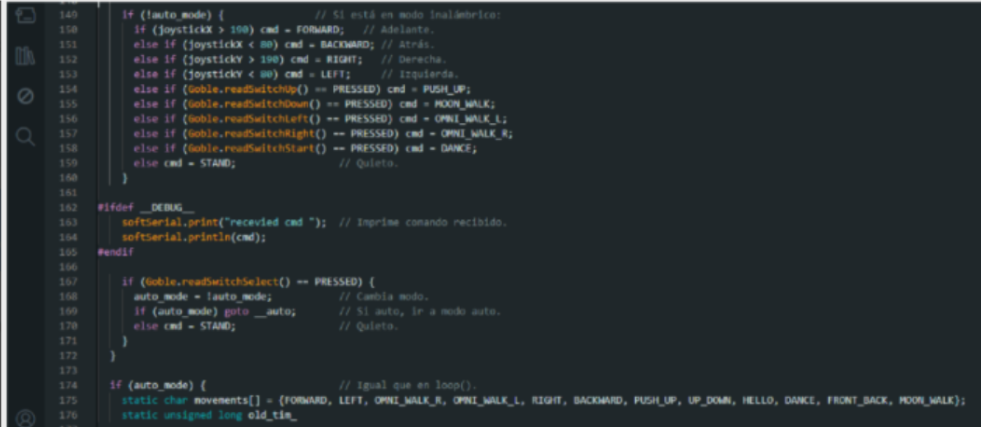 149 if (!auto_mode) { // Si está en modo inalámbrico:
150 if (joystickX > 190) cmd = FORWARD; // Adelante.
151 else if (joystickX < 80) cmd = BACKWARD; // Atrás.
152 else if (joystickY > 190) cmd = RIGHT; // Derecha.
153 else if (joystickY < 80) cmd = LEFT; // Izquierda.
154 else if (Goble.readSwitchUp() == PRESSED) cmd = PUSH_UP;
155 else if (Goble.readSwitchDown() == PRESSED) cmd = MOON_WALK;
156 else if (Goble.readSwitchLeft() == PRESSED) cmd = OMNI_WALK_L;
157 else if (Goble.readSwitchRight() == PRESSED) cmd = OMNI_WALK_R;
158 else if (Goble.readSwitchStart() == PRESSED) cmd = DANCE;
159 else cmd = STAND; // Quieto.
160 }
161
162 #ifdef __DEBUG__
163 softSerial.print("recevied cmd "); // Imprime comando recibido.
164 softSerial.println(cmd);
165 #endif
166
167 if (Goble.readSwitchSelect() == PRESSED) {
168 auto_mode = !auto_mode; // Cambia modo.
169 if (auto_mode) goto __auto; // Si auto, ir a modo auto.
170 else cmd = STAND; // Quieto.
171 }
172 }
173
174 if (auto_mode) { // Igual que en loop().
175 static char movements[] = {FORWARD, LEFT, OMNI_WALK_R, OMNI_WALK_L, RIGHT, BACKWARD, PUSH_UP, UP_DOWN, HELLO, DANCE, FRONT_BACK, MOON_WALK};
176 static unsigned long old_tim_